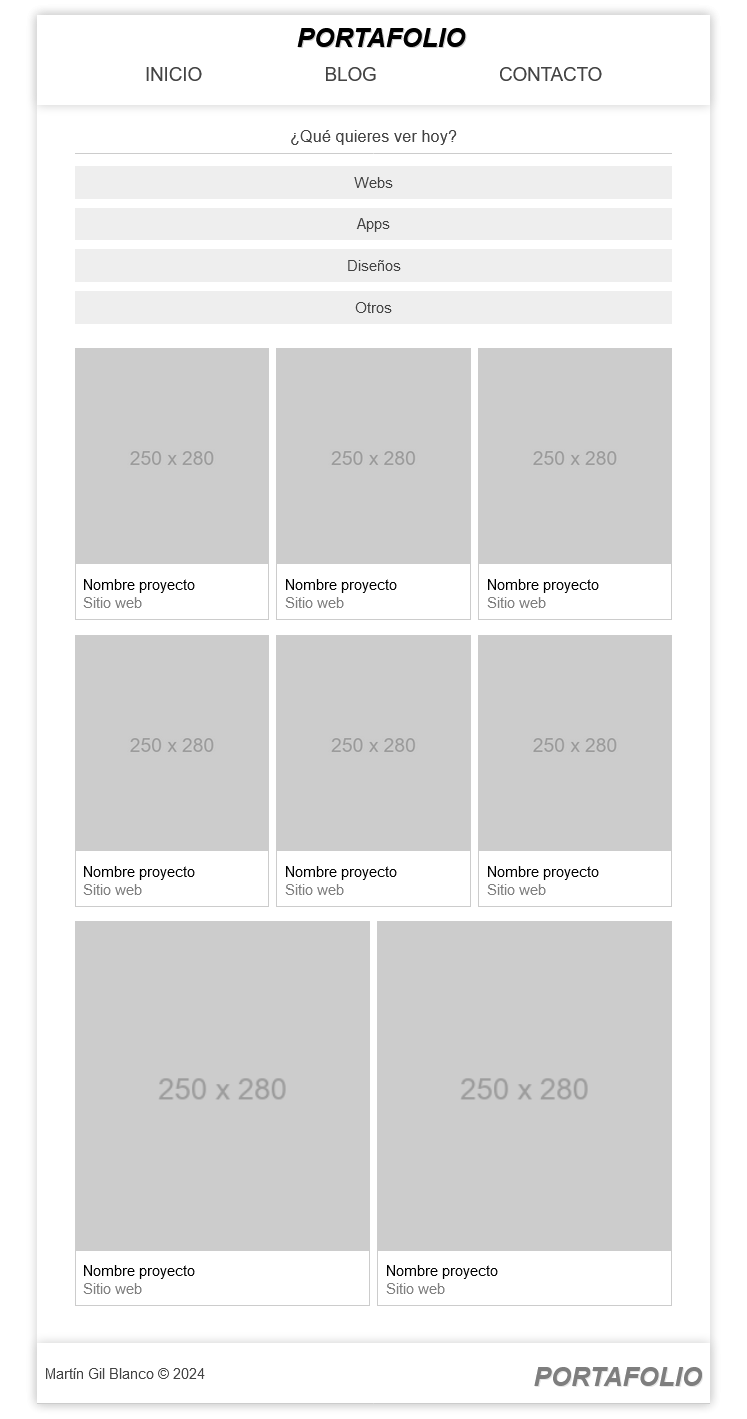 PORTAFOLIO
INICIO BLOG CONTACTO
¿Qué quieres ver hoy?
Webs
Apps
Diseños
Otros
250 x 280 250 x 280 250 x 280
Nombre proyecto Nombre proyecto Nombre proyecto
Sitio web Sitio web Sitio web
250 x 280 250 x 280 250 x 280
Nombre proyecto Nombre proyecto Nombre proyecto
Sitio web Sitio web Sitio web
250 x 280 250 x 280
Nombre proyecto Nombre proyecto
Sitio web Sitio web
Martín Gil Blanco © 2024 PORTAFOLIO